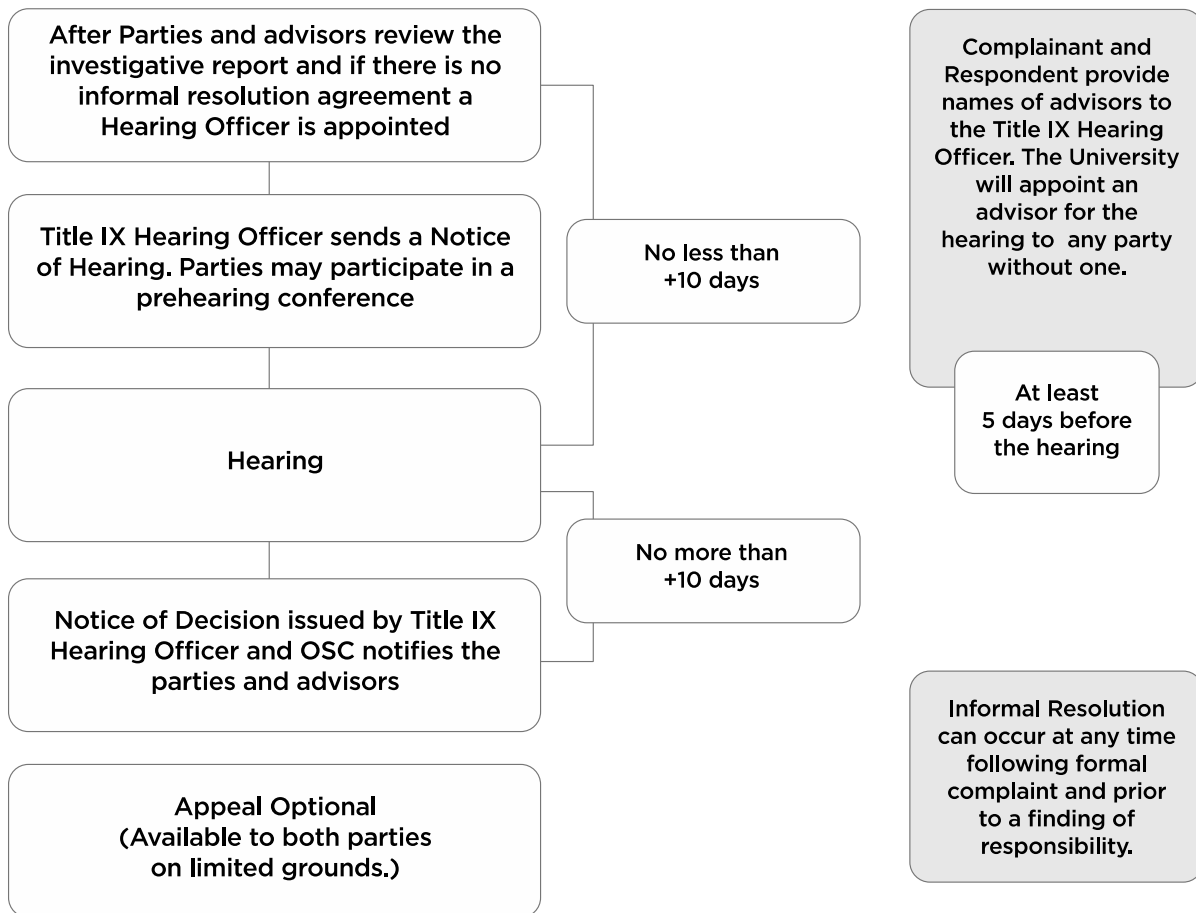 After Parties and advisors review the
investigative report and if there is no
informal resolution agreement a
Hearing Officer is appointed
Title IX Hearing Officer sends a Notice
of Hearing. Parties may participate in a
prehearing conference
No less than
+10 days
Hearing
No more than
+10 days
Notice of Decision issued by Title IX
Hearing Officer and OSC notifies the
parties and advisors
Appeal Optional
(Available to both parties
on limited grounds.)
Complainant and
Respondent provide
names of advisors to
the Title IX Hearing
Officer. The University
will appoint an
advisor for the
hearing to any party
without one.
At least
5 days before
the hearing
Informal Resolution
can occur at any time
following formal
complaint and prior
to a finding of
responsibility.